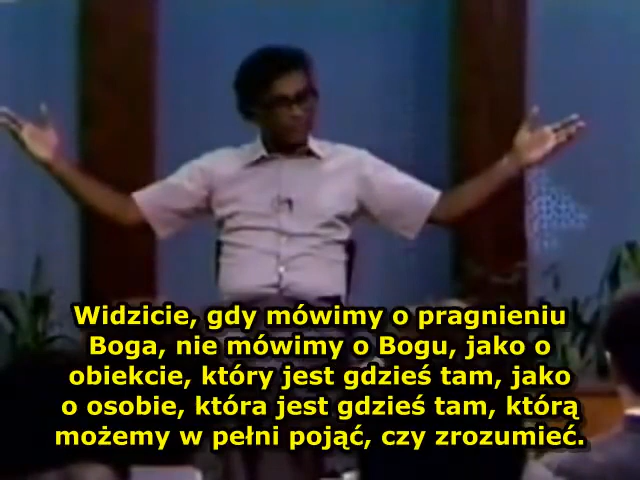 Widzicie, gdy mówimy o pragnieniu
Boga, nie mówimy o Bogu, jako o
obiekcie, który jest gdzieś tam, jako
o osobie, która jest gdzieś tam, którą
możemy w pełni pojąć, czy zrozumieć.